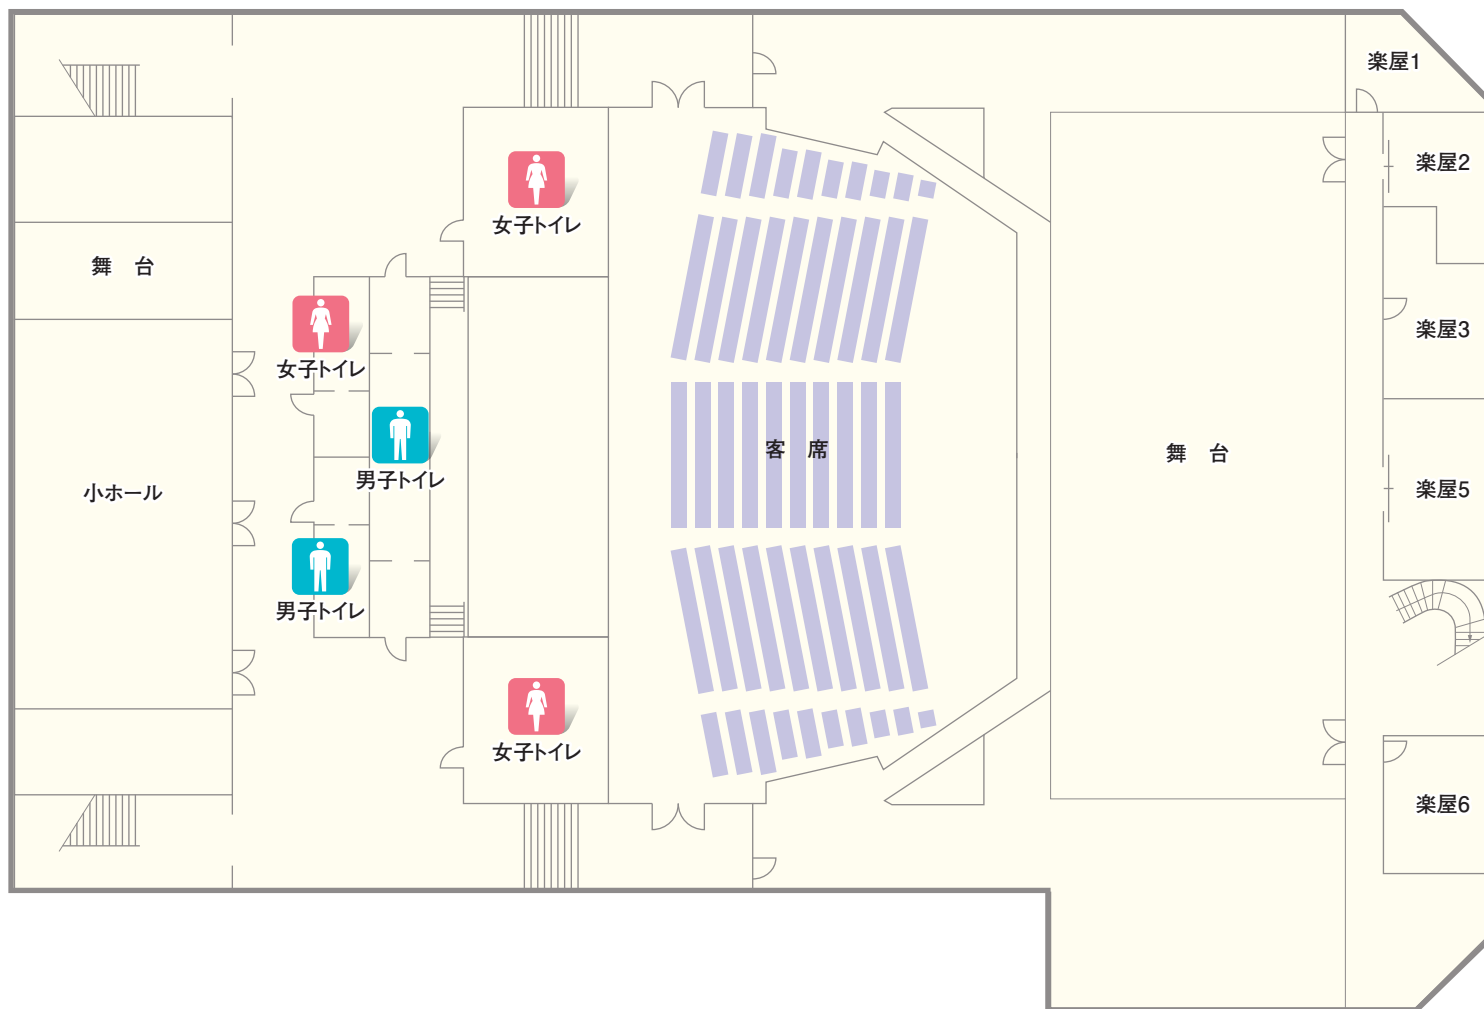 楽屋1
楽屋2
女子トイレ
舞　台
楽屋3
女子トイレ
客　席
舞　台
男子トイレ
小ホール
楽屋5
男子トイレ
女子トイレ
楽屋6